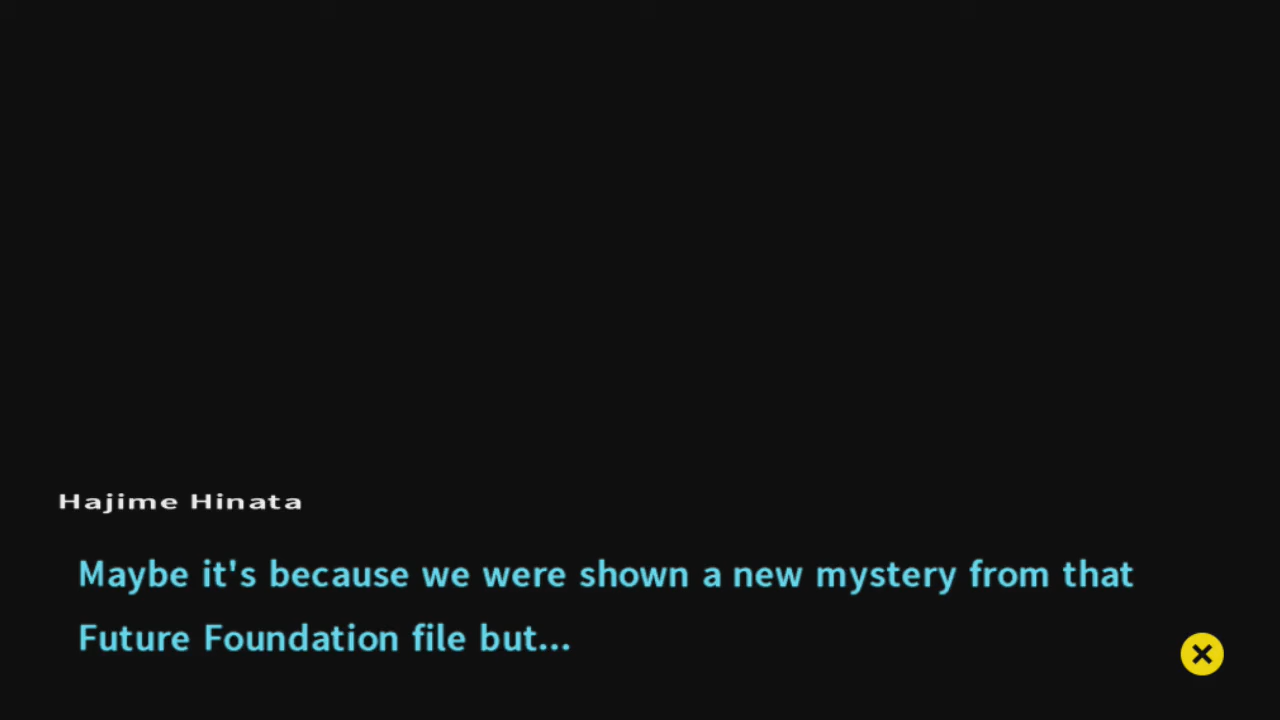 Hajime Hinata
Maybe it's because we were shown a new mystery from that
Future Foundation file but...